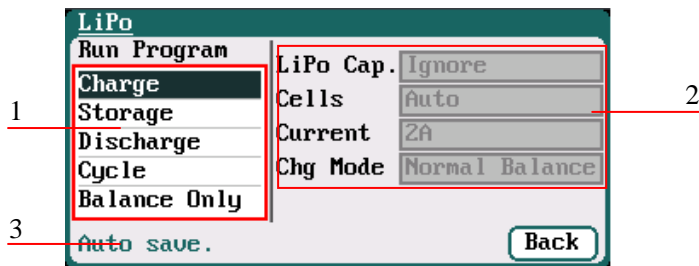 LiPo
Run Program
Charge
Storage
Discharge
Cycle
Balance Only
LiPo Cap. Ignore
Cells Auto
Current 2A
Chg Mode Normal Balance
Auto save.
Back
1
2
3